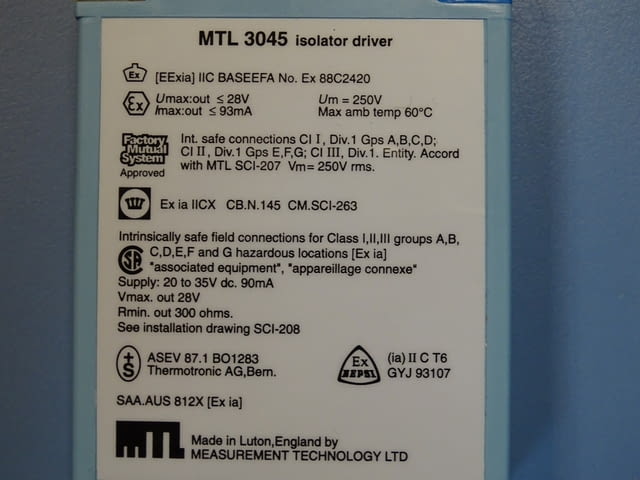 MTL 3045 isolator driver
Ex [EExia] IIC BASEEFA No. Ex 88C2420
Ex Umax:out ≤ 28V Um = 250V
Imax:out ≤ 93mA Max amb temp 60°C
Factory Mutual System Approved
Int. safe connections Cl I, Div.1 Gps A,B,C,D;
Cl II, Div.1 Gps E,F,G; Cl III, Div.1. Entity. Accord
with MTL SCI-207 Vm= 250V rms.
Ex ia IICX CB.N.145 CM.SCI-263
Intrinsically safe field connections for Class I,II,III groups A,B,
SA C,D,E,F and G hazardous locations [Ex ia]
"associated equipment", "appareillage connexe"
Supply: 20 to 35V dc. 90mA
Vmax. out 28V
Rmin. out 300 ohms.
See installation drawing SCI-208
+S ASEV 87.1 BO1283
Thermotronic AG,Bern.
Ex NEPSI (ia) II C T6
GYJ 93107
SAA.AUS 812X [Ex ia]
MTL Made in Luton,England by
MEASUREMENT TECHNOLOGY LTD